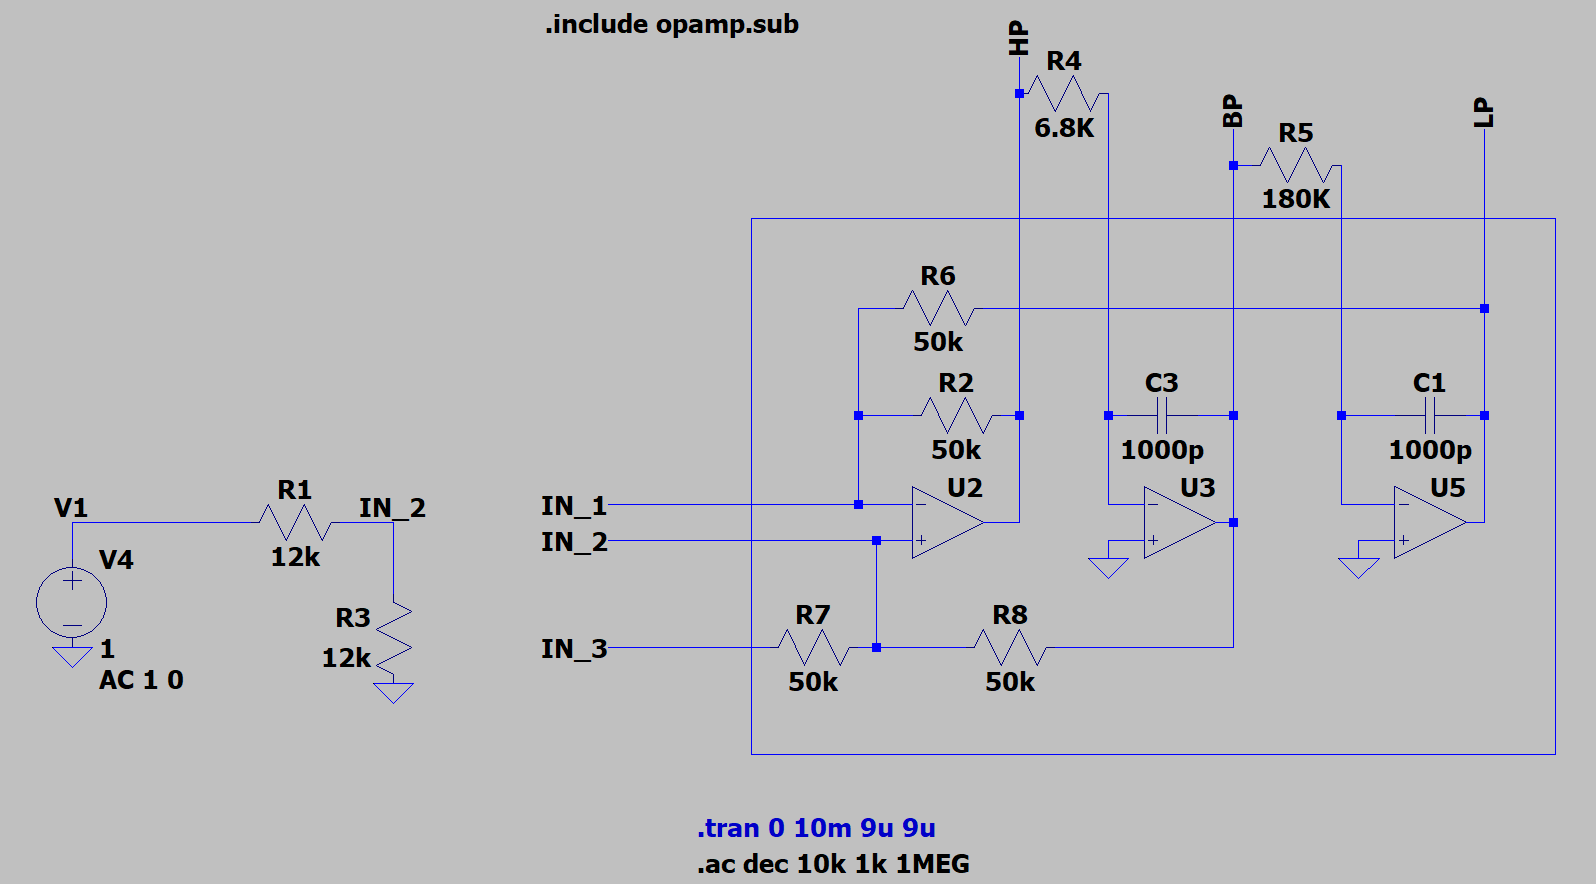 .include opamp.sub
HP
R4
6.8K
BP
R5
180K
LP
R6
50k
R2
50k
C3
1000p
C1
1000p
U2
U3
U5
V1
R1
12k
IN_2
IN_1
IN_2
V4
R3
12k
1
AC 1 0
IN_3
R7
50k
R8
50k
.tran 0 10m 9u 9u
.ac dec 10k 1k 1MEG